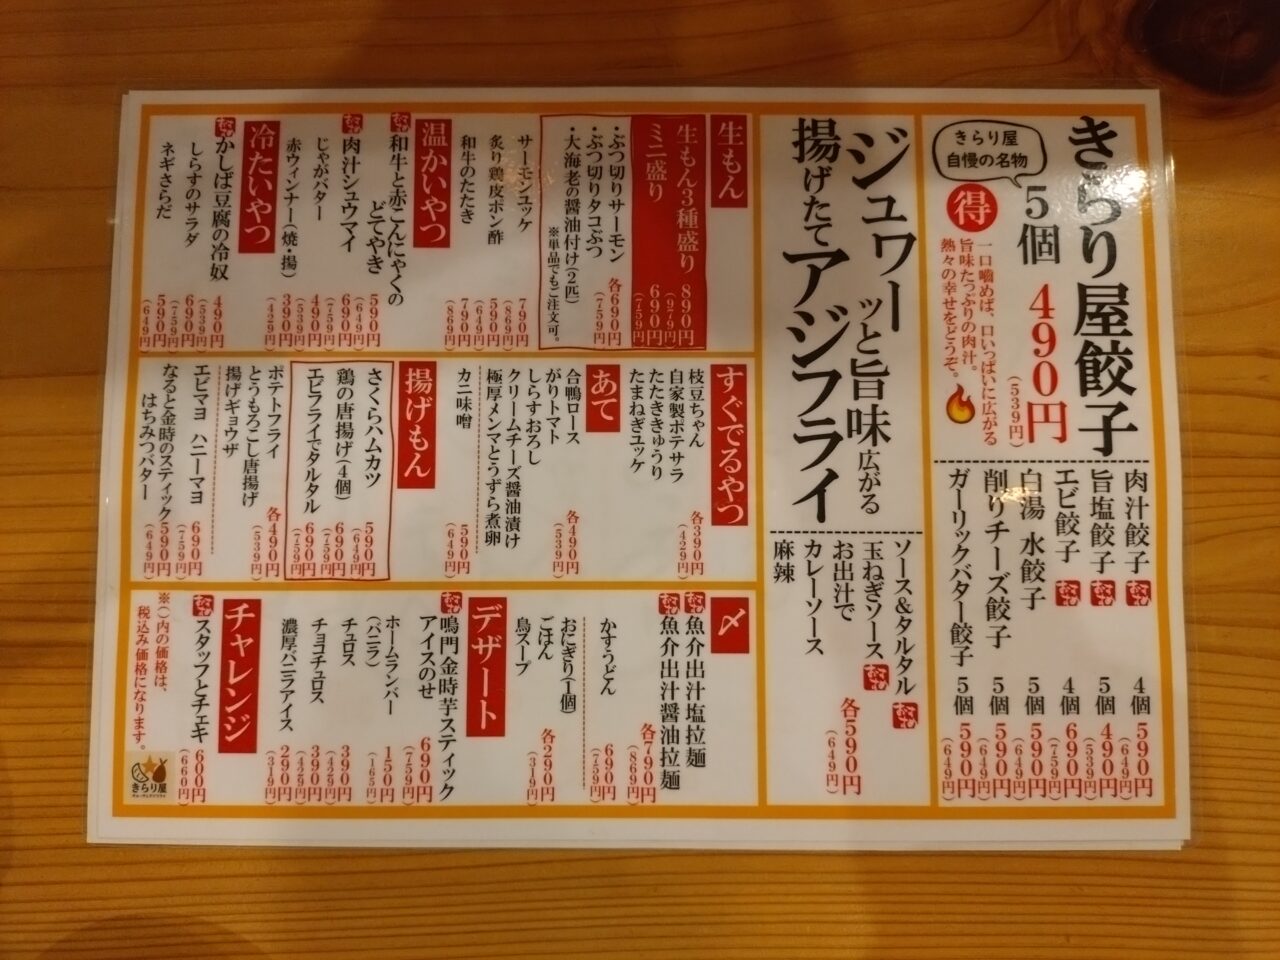 きらり屋餃子
きらり屋
自慢の名物
5個 490円
(539円)
得
一口噛めば、口いっぱいに広がる
旨味たっぷりの肉汁。
熱々の幸せをどうぞ。
肉汁餃子 4個 590円
(649円)
旨塩餃子 5個 490円
(539円)
エビ餃子 4個 690円
(759円)
白湯 水餃子 5個 590円
(649円)
削りチーズ餃子 5個 590円
(649円)
ガーリックバター餃子 5個 590円
(649円)
ジュワーッと旨味広がる
揚げたてアジフライ
ソース&タルタル
玉ねぎソース
お出汁で
カレーソース
麻辣
各590円
(649円)
生もん
生もん3種盛り 890円
(979円)
ミニ盛り 690円
(759円)
・ぶつ切りサーモン
・ぶつ切りタコぶつ
・大海老の醤油付け(2匹)
各690円
(759円)
※単品でもご注文可。
サーモンユッケ 790円
(869円)
炙り鶏皮ポン酢 590円
(649円)
和牛のたたき 790円
(869円)
温かいやつ
和牛と赤こんにゃくの
どてやき 590円
(649円)
肉汁シュウマイ 690円
(759円)
じゃがバター 490円
(539円)
赤ウィンナー(焼・揚) 390円
(429円)
冷たいやつ
かしば豆腐の冷奴 490円
(539円)
しらすのサラダ 690円
(759円)
ネギさらだ 590円
(649円)
すぐでるやつ
枝豆ちゃん
自家製ポテサラ
たたききゅうり
たまねぎユッケ
各390円
(429円)
あて
合鴨ロース
がりトマト
しらすおろし
クリームチーズ醤油漬け
極厚メンマとうずら煮卵
各490円
(539円)
カニ味噌 590円
(649円)
揚げもん
さくらハムカツ 590円
(649円)
鶏の唐揚げ(4個) 690円
(759円)
エビフライでタルタル 690円
(759円)
ポテトフライ
とうもろこし唐揚げ
揚げギョウザ
各490円
(539円)
エビマヨ ハニーマヨ 690円
(759円)
なると金時のスティック
はちみつバター 590円
(649円)
〆
魚介出汁塩拉麺
魚介出汁醤油拉麺
各790円
(869円)
かすうどん 690円
(759円)
おにぎり(1個)
ごはん
鳥スープ
各290円
(319円)
デザート
鳴門金時芋スティック
アイスのせ 690円
(759円)
ホームランバー
(バニラ) 150円
(165円)
チュロス 390円
(429円)
チョコチュロス 390円
(429円)
濃厚バニラアイス 290円
(319円)
チャレンジ
スタッフとチェキ 600円
(660円)
※( )内の価格は、
税込み価格になります。
きらり屋